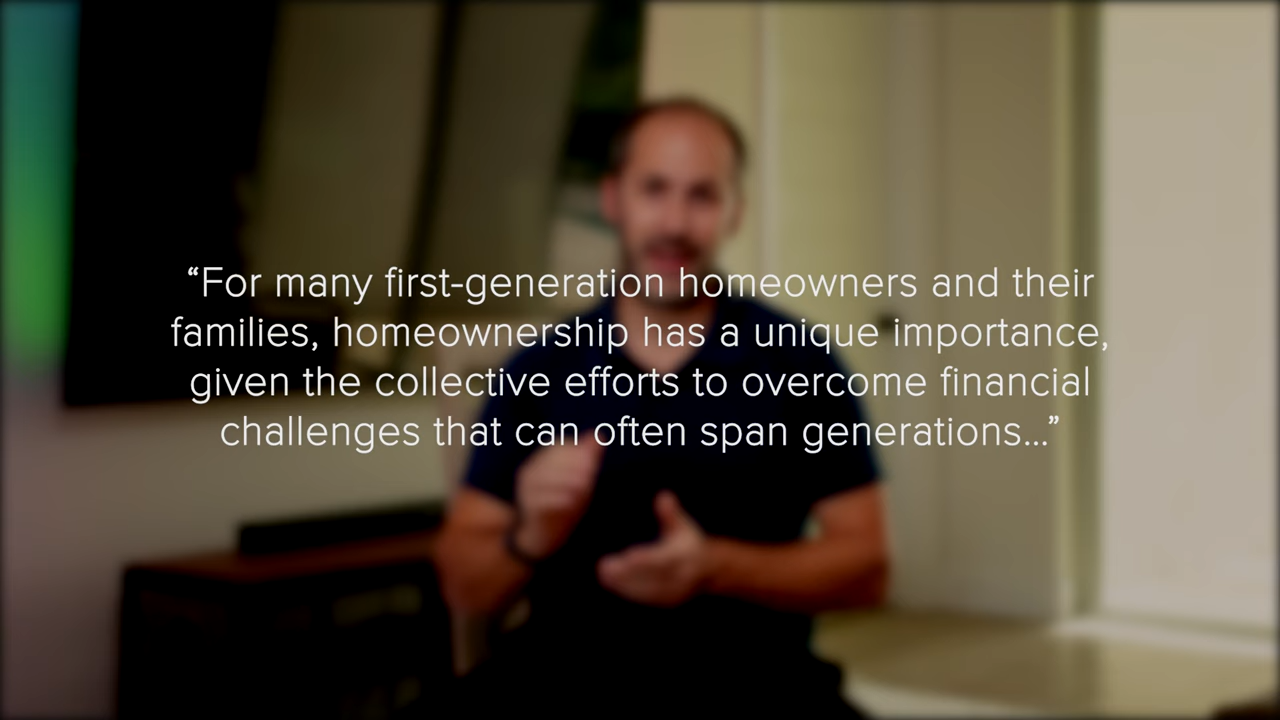 “For many first-generation homeowners and their
families, homeownership has a unique importance,
given the collective efforts to overcome financial
challenges that can often span generations...”